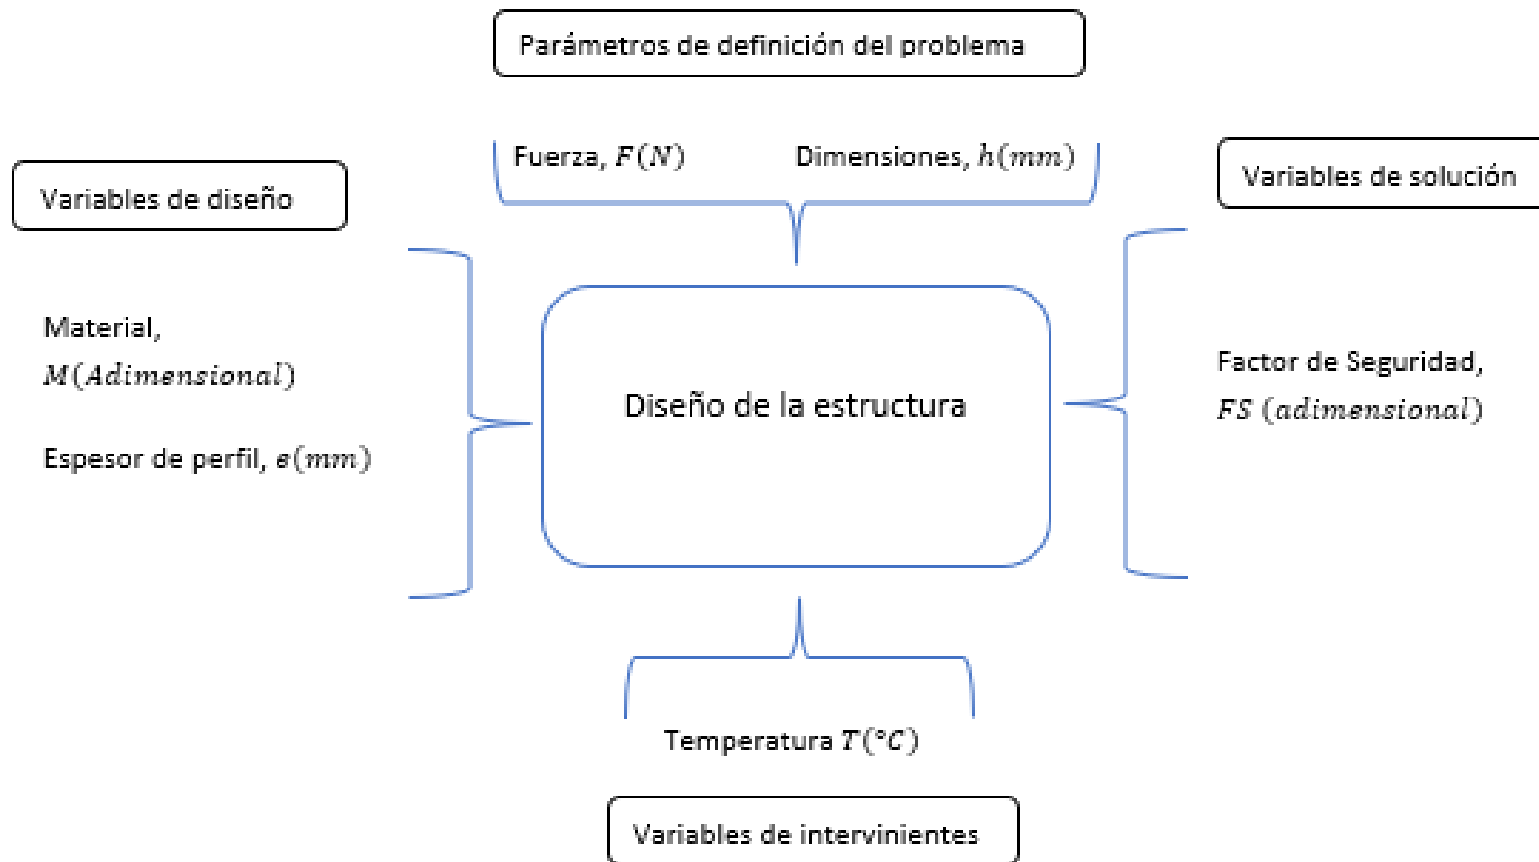 Parámetros de definición del problema
Fuerza, F(N)
Dimensiones, h(mm)
Variables de diseño
Variables de solución
Material,
M(Adimensional)
Espesor de perfil, e(mm)
Diseño de la estructura
Factor de Seguridad,
FS (adimensional)
Temperatura T(°C)
Variables de intervinientes